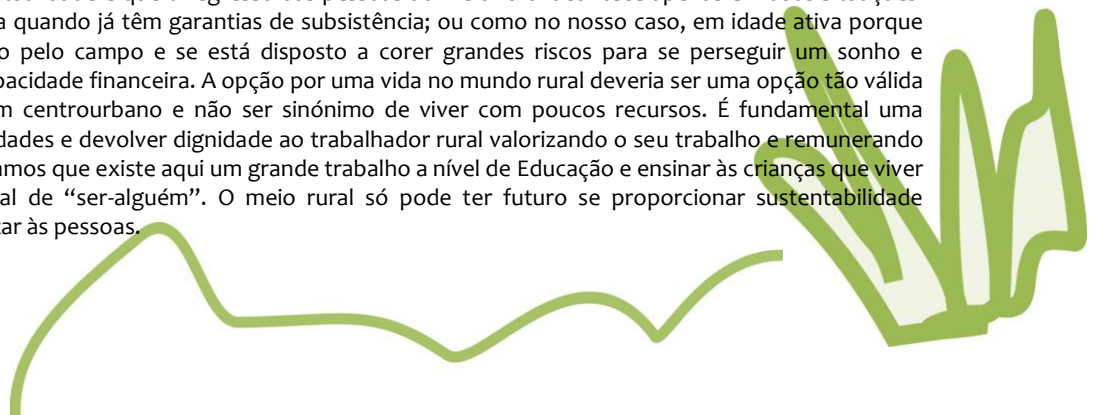 a quando já têm garantias de subsistência; ou como no nosso caso, em idade ativa porque
o pelo campo e se está disposto a corer grandes riscos para se perseguir um sonho e
pacidade financeira. A opção por uma vida no mundo rural deveria ser uma opção tão válida
m centrourbano e não ser sinónimo de viver com poucos recursos. É fundamental uma
dades e devolver dignidade ao trabalhador rural valorizando o seu trabalho e remunerando
mos que existe aqui um grande trabalho a nível de Educação e ensinar às crianças que viver
al de “ser-alguém”. O meio rural só pode ter futuro se proporcionar sustentabilidade
tar às pessoas.